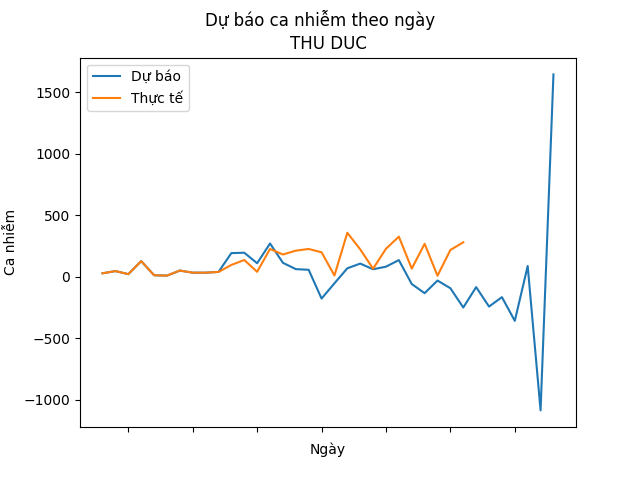 Dự báo ca nhiễm theo ngày
THU DUC
Dự báo
Thực tế
1500
1000
500
0
−500
−1000
Ca nhiễm
Ngày